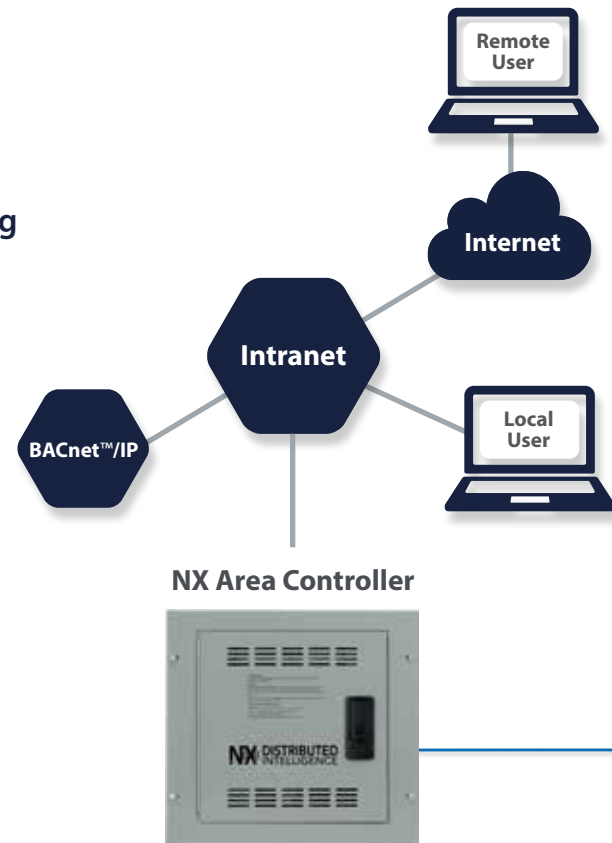 Remote
User
g
Internet
Intranet
Local
User
BACnet™/IP
NX Area Controller
NX DISTRIBUTED
INTELLIGENCE